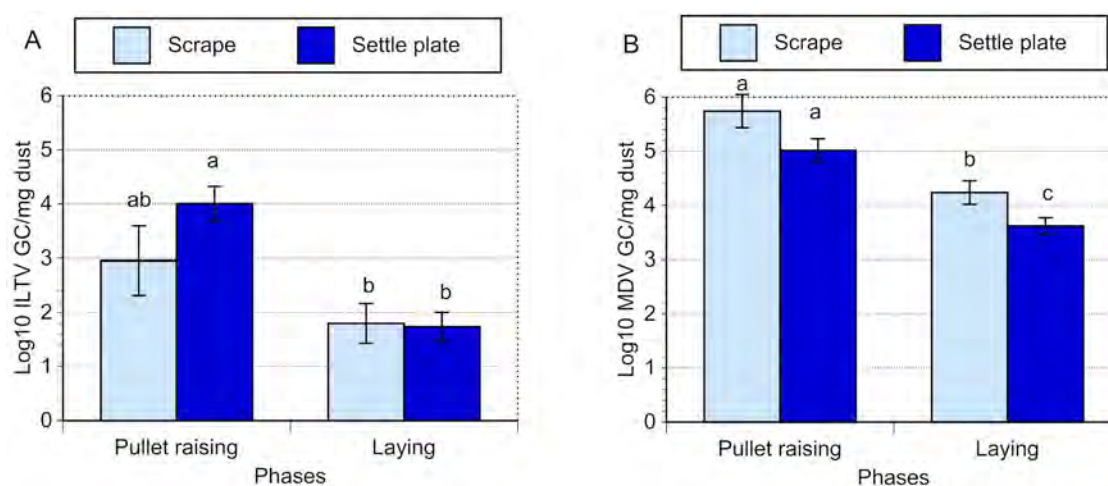 A
Scrape
Settle plate
Log10 ILTV GC/mg dust
6
5
4
3
2
1
0
ab
a
b
b
Pullet raising
Laying
Phases
B
Scrape
Settle plate
Log10 MDV GC/mg dust
6
5
4
3
2
1
0
a
a
b
c
Pullet raising
Laying
Phases